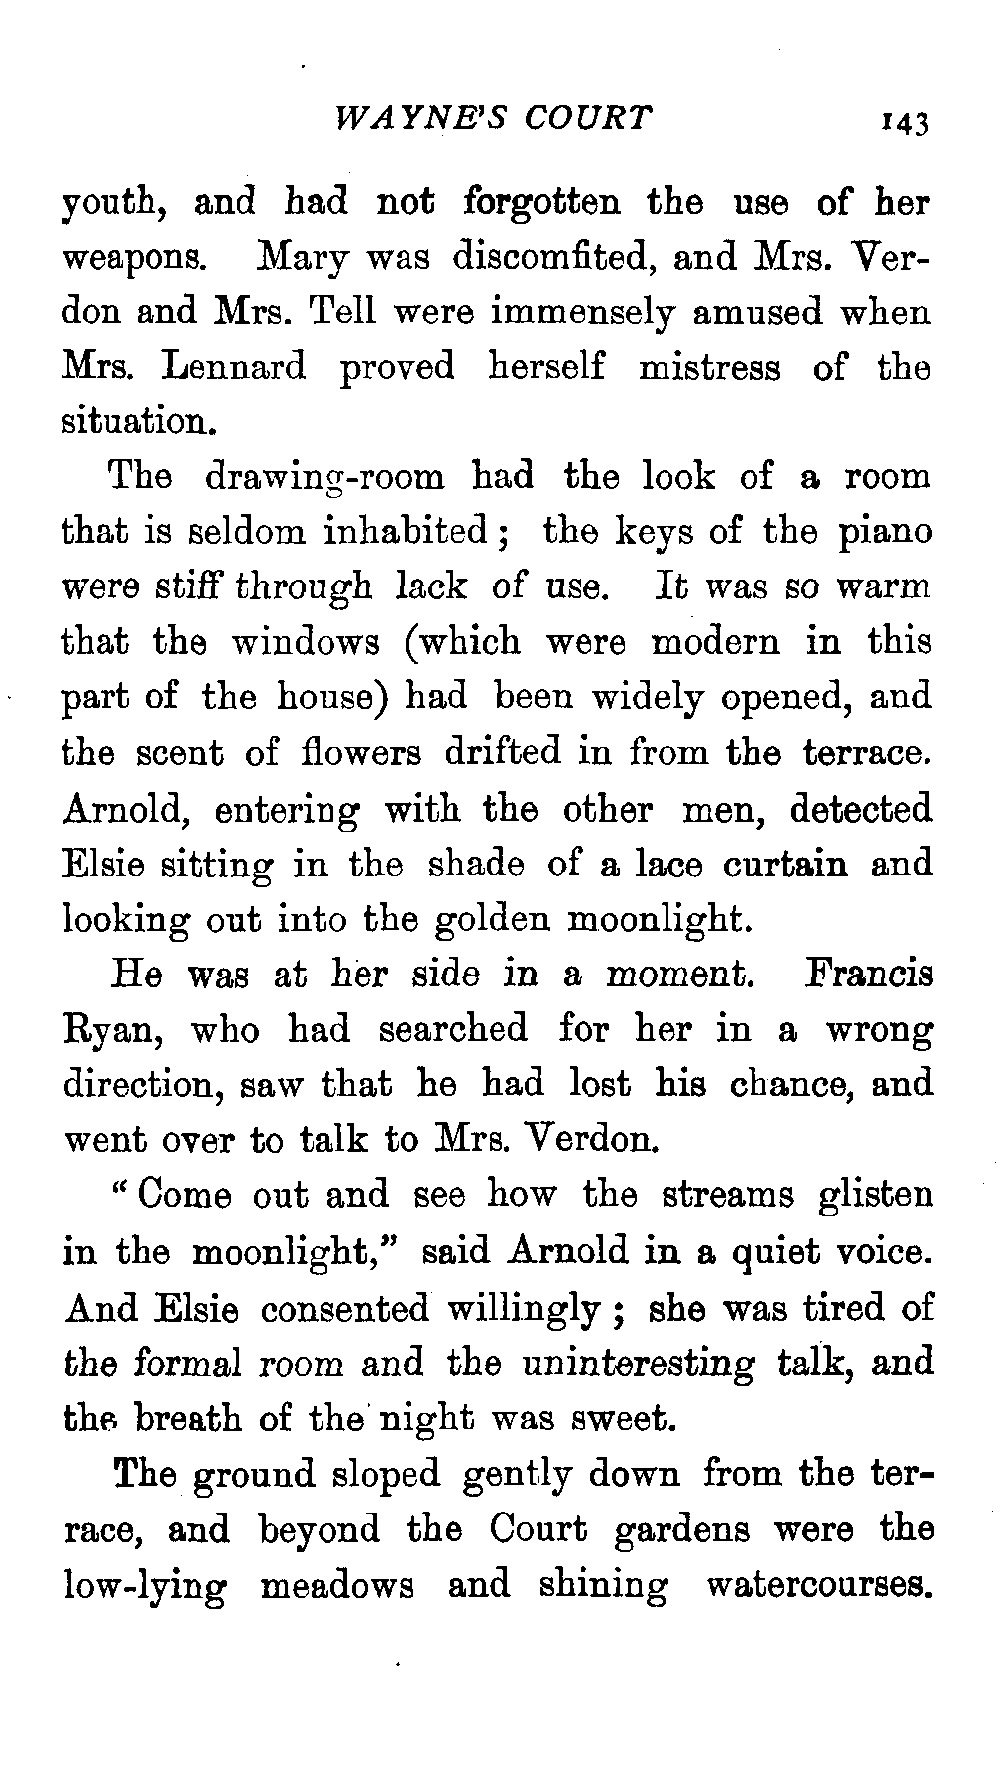 WAYNE'S COURT 143
youth, and had not forgotten the use of her
weapons. Mary was discomfited, and Mrs. Ver-
don and Mrs. Tell were immensely amused when
Mrs. Lennard proved herself mistress of the
situation.
The drawing-room had the look of a room
that is seldom inhabited ; the keys of the piano
were stiff through lack of use. It was so warm
that the windows (which were modern in this
part of the house) had been widely opened, and
the scent of flowers drifted in from the terrace.
Arnold, entering with the other men, detected
Elsie sitting in the shade of a lace curtain and
looking out into the golden moonlight.
He was at her side in a moment. Francis
Ryan, who had searched for her in a wrong
direction, saw that he had lost his chance, and
went over to talk to Mrs. Verdon.
“ Come out and see how the streams glisten
in the moonlight,” said Arnold in a quiet voice.
And Elsie consented willingly ; she was tired of
the formal room and the uninteresting talk, and
the breath of the night was sweet.
The ground sloped gently down from the ter-
race, and beyond the Court gardens were the
low-lying meadows and shining watercourses.